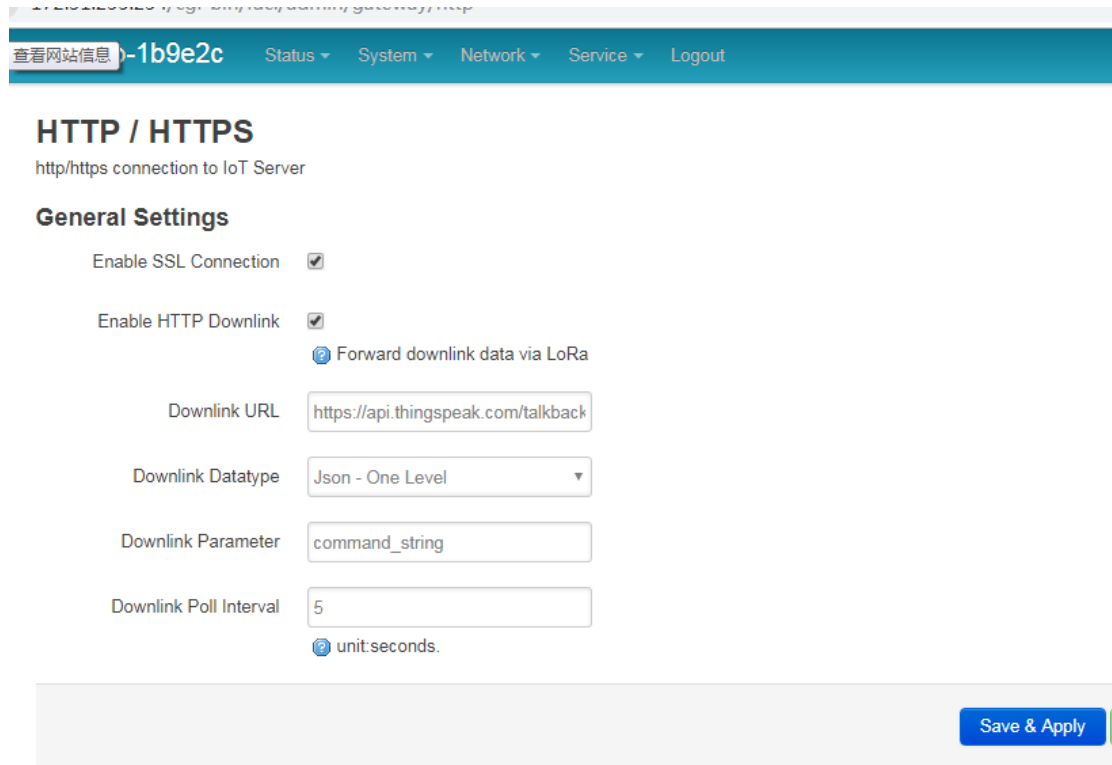 查看网站信息 -1b9e2c Status System Network Service Logout
HTTP / HTTPS
http/https connection to IoT Server
General Settings
Enable SSL Connection
Enable HTTP Downlink
Forward downlink data via LoRa
Downlink URL https://api.thingspeak.com/talkback
Downlink Datatype Json - One Level
Downlink Parameter command_string
Downlink Poll Interval 5
unit:seconds.
Save & Apply